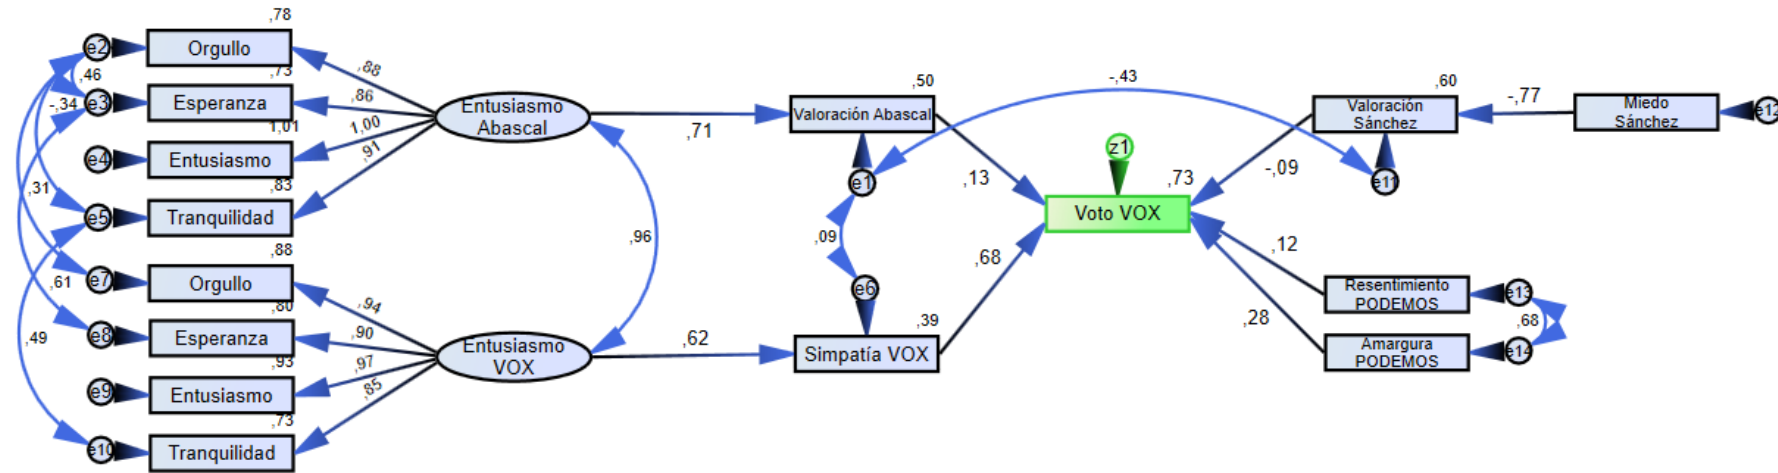 ,78
e2
Orgullo
,88
,46
,73
e3
Esperanza
,86
-,34
1,01
e4
Entusiasmo
1,00
,83
,31
e5
Tranquilidad
,91
Entusiasmo
Abascal
,71
,50
Valoración Abascal
e1
,13
-,43
,60
Valoración
Sánchez
-,77
Miedo
Sánchez
e12
e11
-,09
z1
,73
Voto VOX
,96
,09
,88
e7
Orgullo
,94
,61
,80
e8
Esperanza
,90
,49
,93
e9
Entusiasmo
,97
,73
e10
Tranquilidad
,85
Entusiasmo
VOX
,62
e6
,39
Simpatía VOX
,68
,12
Resentimiento
PODEMOS
e13
,68
,28
Amargura
PODEMOS
e14